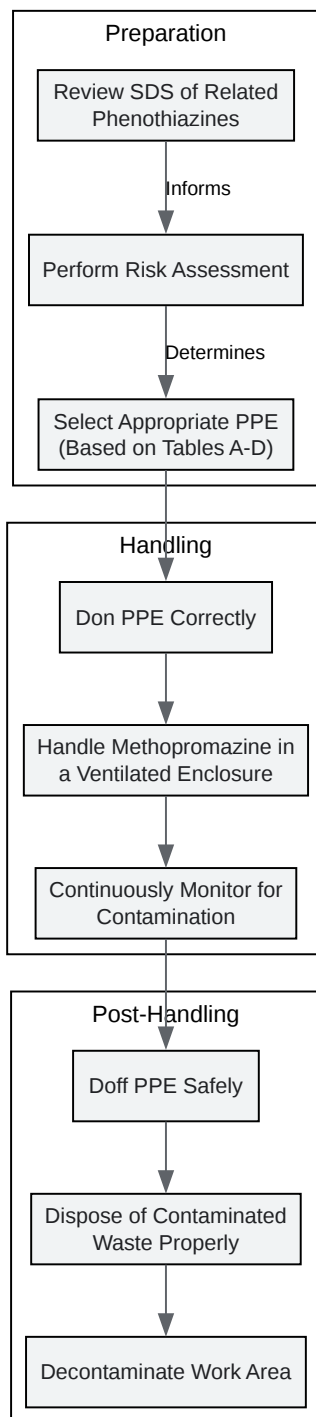 Preparation
Review SDS of Related
Phenothiazines
Informs
Perform Risk Assessment
Determines
Select Appropriate PPE
(Based on Tables A-D)
Handling
Don PPE Correctly
Handle Methopromazine in
a Ventilated Enclosure
Continuously Monitor for
Contamination
Post-Handling
Doff PPE Safely
Dispose of Contaminated
Waste Properly
Decontaminate Work Area